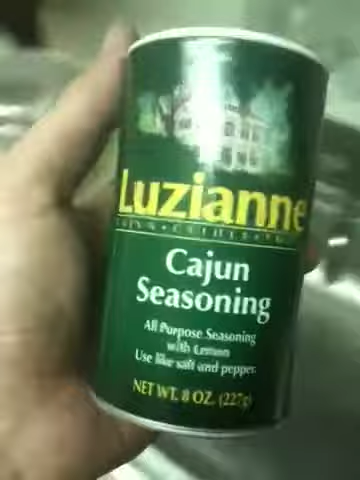 Luzianne
Cajun
Seasoning
All Purpose Seasoning
with Lemon
Use like salt and pepper.
NET WT. 8 OZ. (227g)